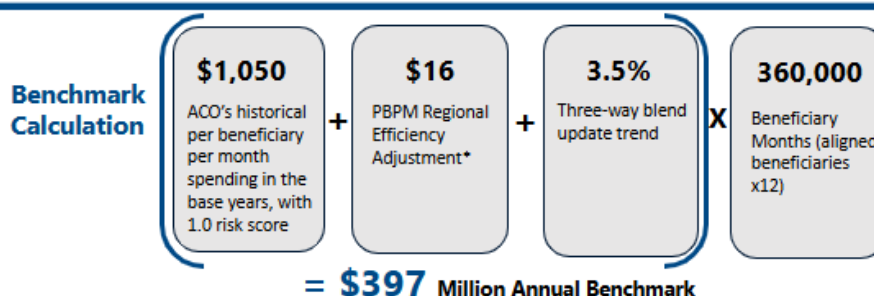 Benchmark
Calculation
$1,050
ACO's historical
per beneficiary
per month
spending in the
base years, with
1.0 risk score
+
$16
PBPM Regional
Efficiency
Adjustment*
+
3.5%
Three-way blend
update trend
X
360,000
Beneficiary
Months (aligned
beneficiaries
x12)
= $397 Million Annual Benchmark